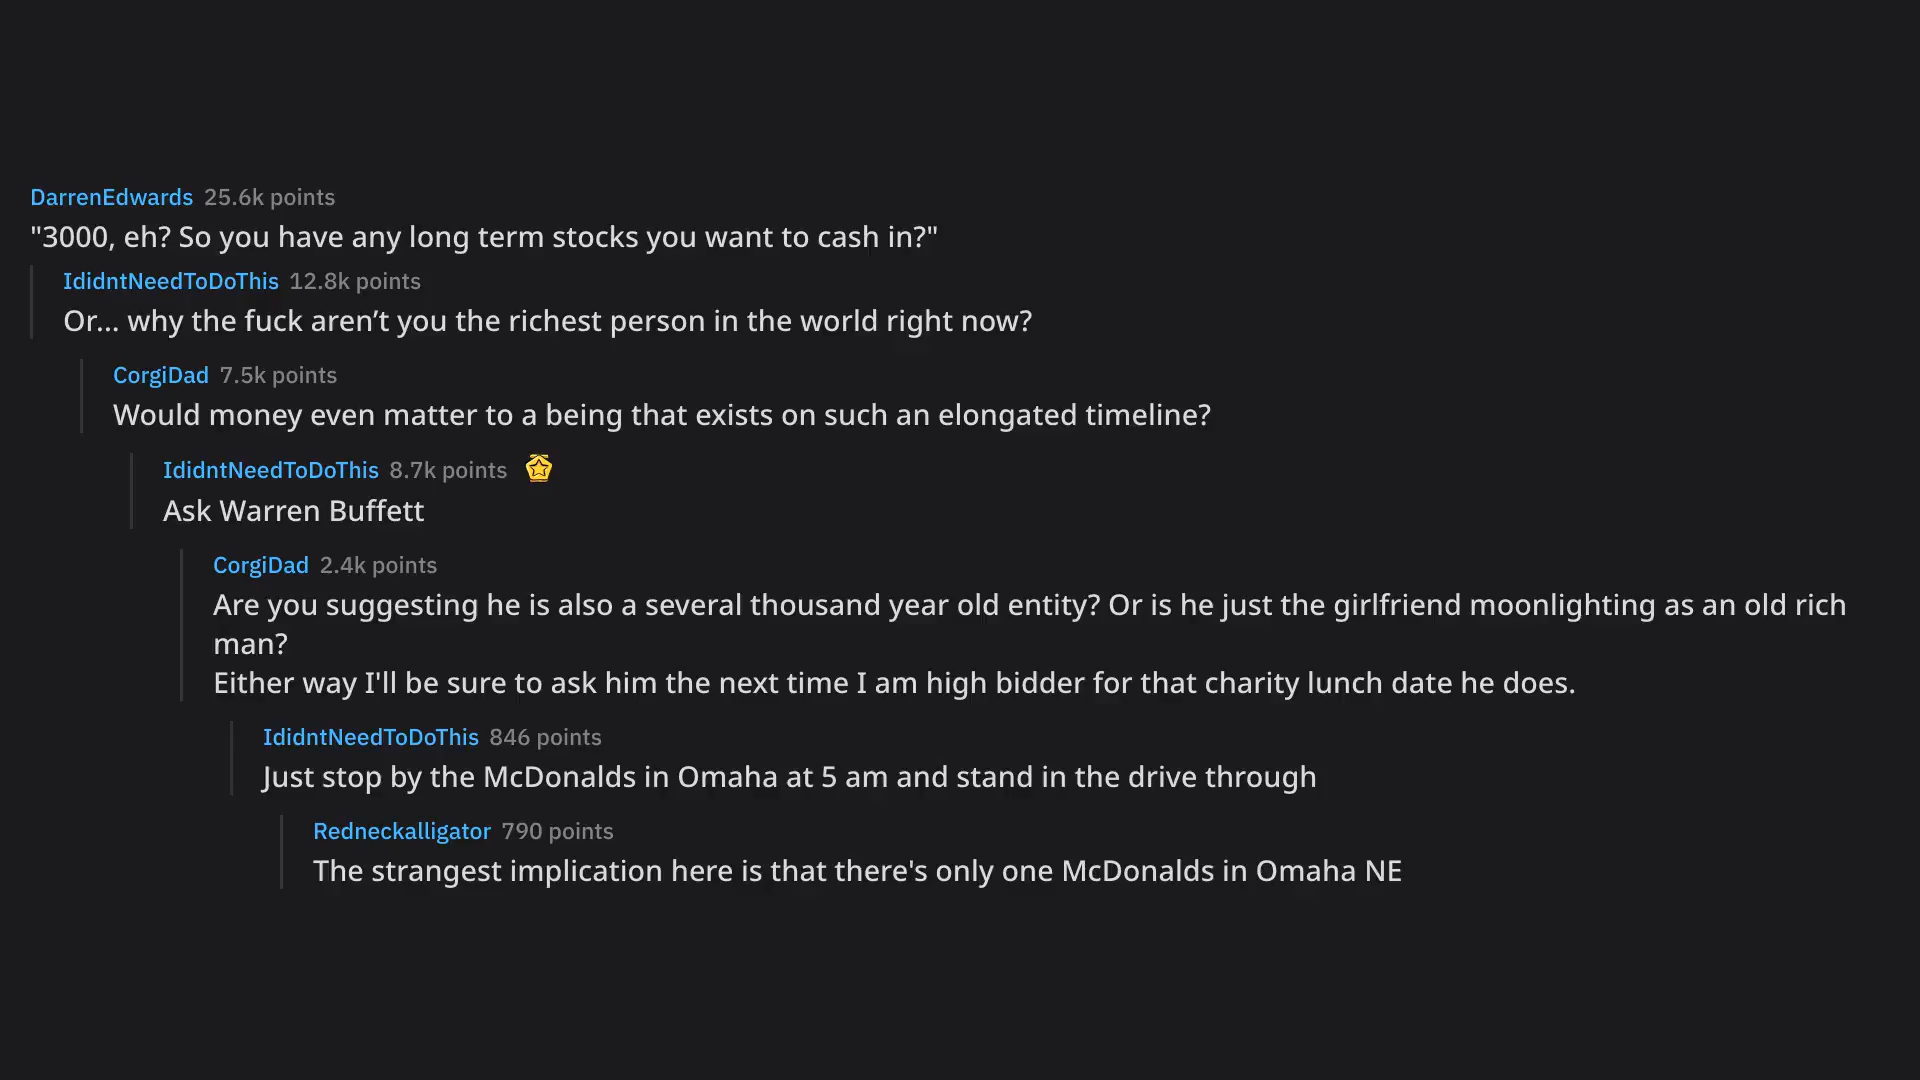 DarrenEdwards 25.6k points
"3000, eh? So you have any long term stocks you want to cash in?"
IdidntNeedToDoThis 12.8k points
Or... why the fuck aren’t you the richest person in the world right now?
CorgiDad 7.5k points
Would money even matter to a being that exists on such an elongated timeline?
IdidntNeedToDoThis 8.7k points
Ask Warren Buffett
CorgiDad 2.4k points
Are you suggesting he is also a several thousand year old entity? Or is he just the girlfriend moonlighting as an old rich
man?
Either way I'll be sure to ask him the next time I am high bidder for that charity lunch date he does.
IdidntNeedToDoThis 846 points
Just stop by the McDonalds in Omaha at 5 am and stand in the drive through
Redneckalligator 790 points
The strangest implication here is that there's only one McDonalds in Omaha NE